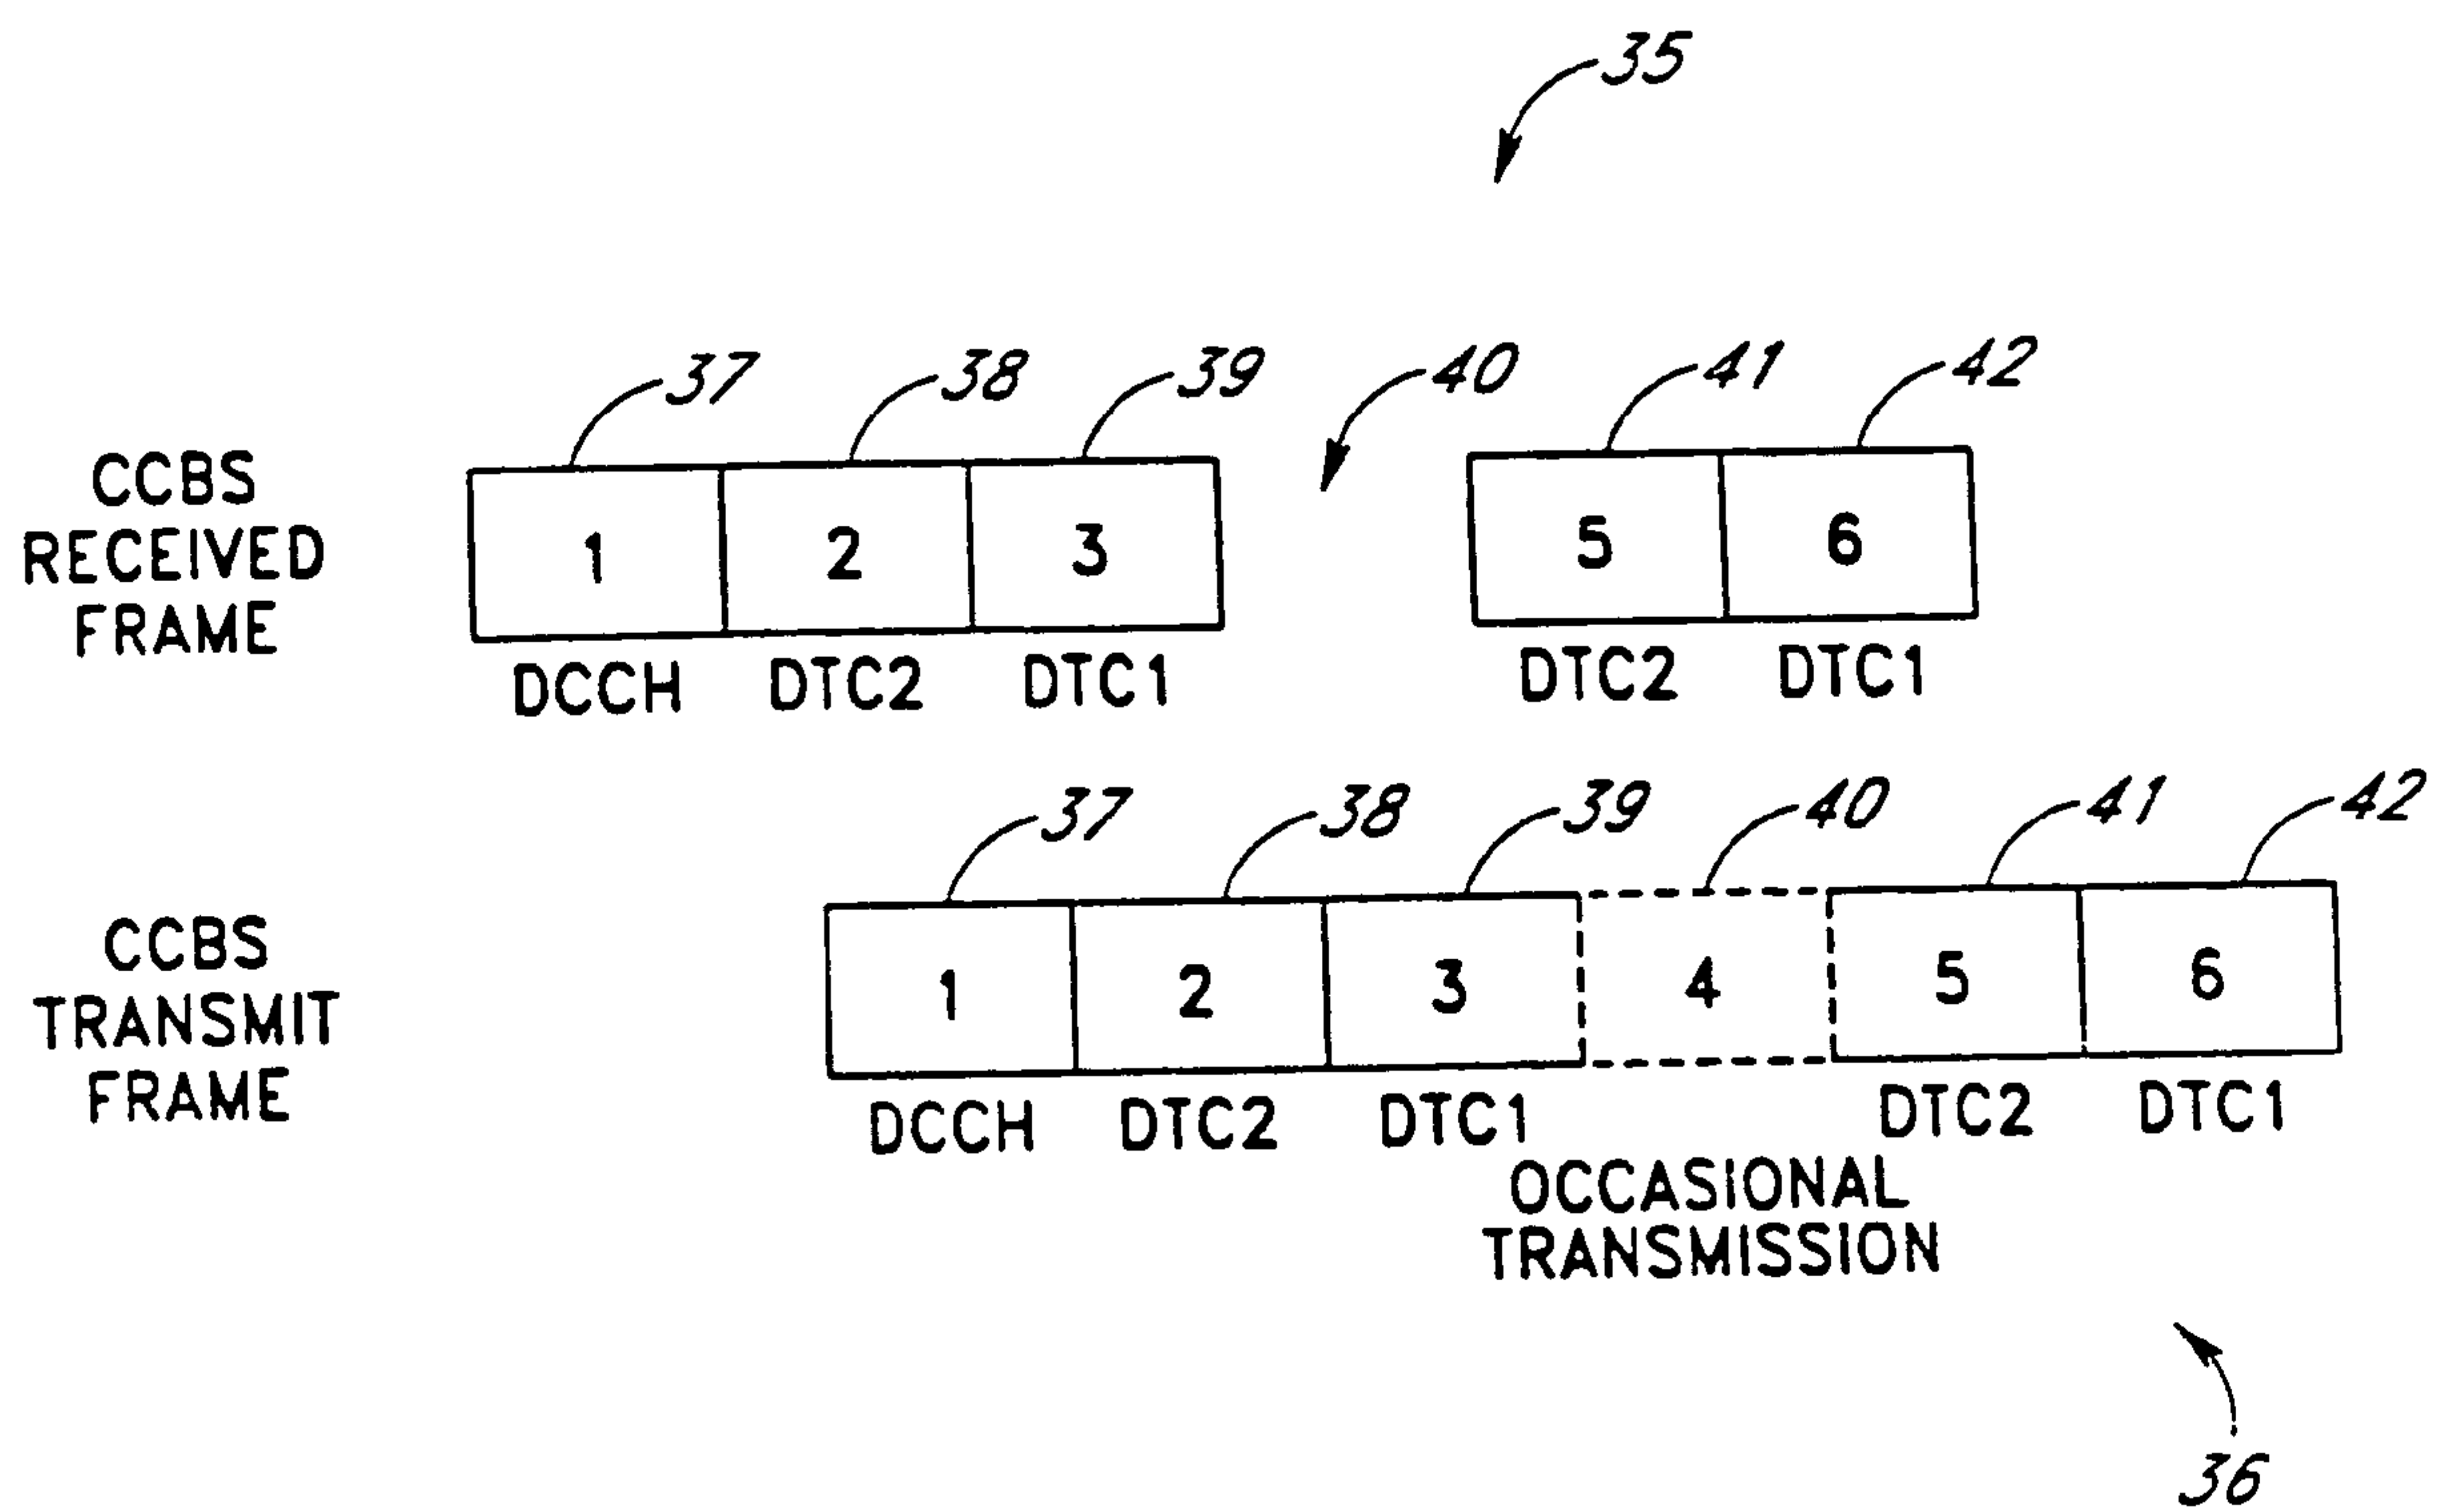 35
37 38 39 40 41 42
CCBS
RECEIVED
FRAME
1 2 3 5 6
DCCH DTC2 DTC1 DTC2 DTC1
37 38 39 40 41 42
CCBS
TRANSMIT
FRAME
1 2 3 4 5 6
DCCH DTC2 DTC1 DTC2 DTC1
OCCASIONAL
TRANSMISSION
36